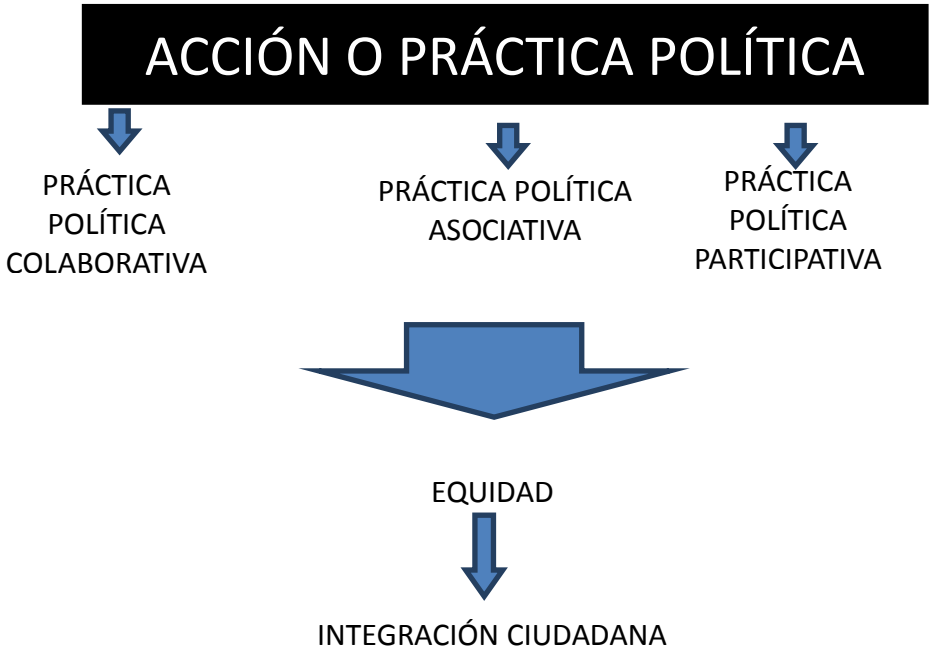 ACCIÓN O PRÁCTICA POLÍTICA
PRÁCTICA
POLÍTICA
COLABORATIVA
PRÁCTICA POLÍTICA
ASOCIATIVA
PRÁCTICA
POLÍTICA
PARTICIPATIVA
EQUIDAD
INTEGRACIÓN CIUDADANA